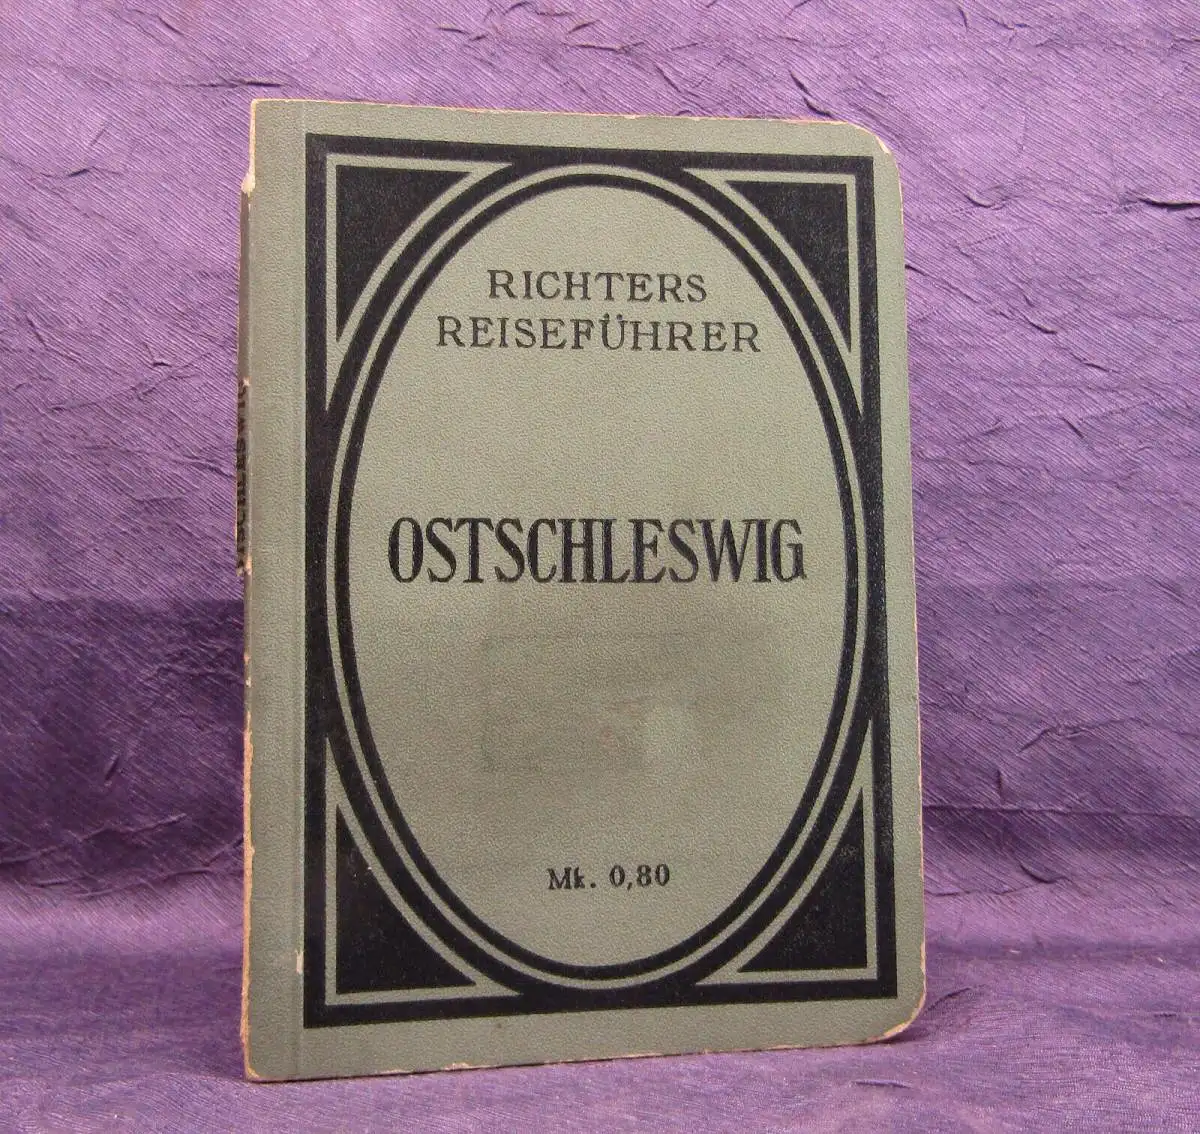 RICHTERS
REISEFÜHRER
OSTSCHLESWIG
Mk. 0,80